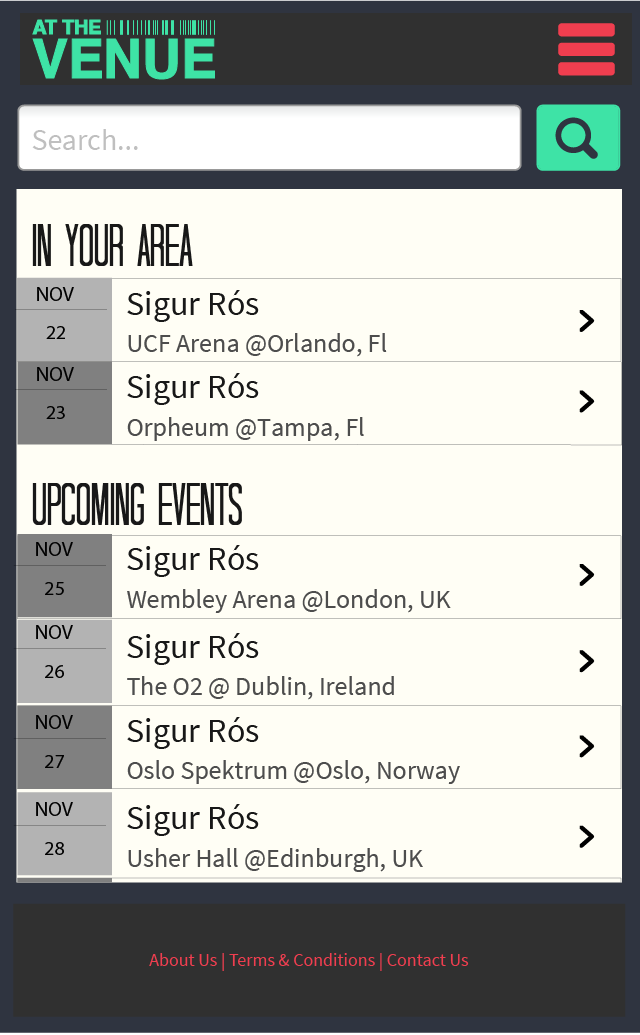 AT THE
VENUE
Search...
IN YOUR AREA
NOV
22
Sigur Rós
UCF Arena @Orlando, Fl
NOV
23
Sigur Rós
Orpheum @Tampa, Fl
UPCOMING EVENTS
NOV
25
Sigur Rós
Wembley Arena @London, UK
NOV
26
Sigur Rós
The O2 @ Dublin, Ireland
NOV
27
Sigur Rós
Oslo Spektrum @Oslo, Norway
NOV
28
Sigur Rós
Usher Hall @Edinburgh, UK
About Us | Terms & Conditions | Contact Us